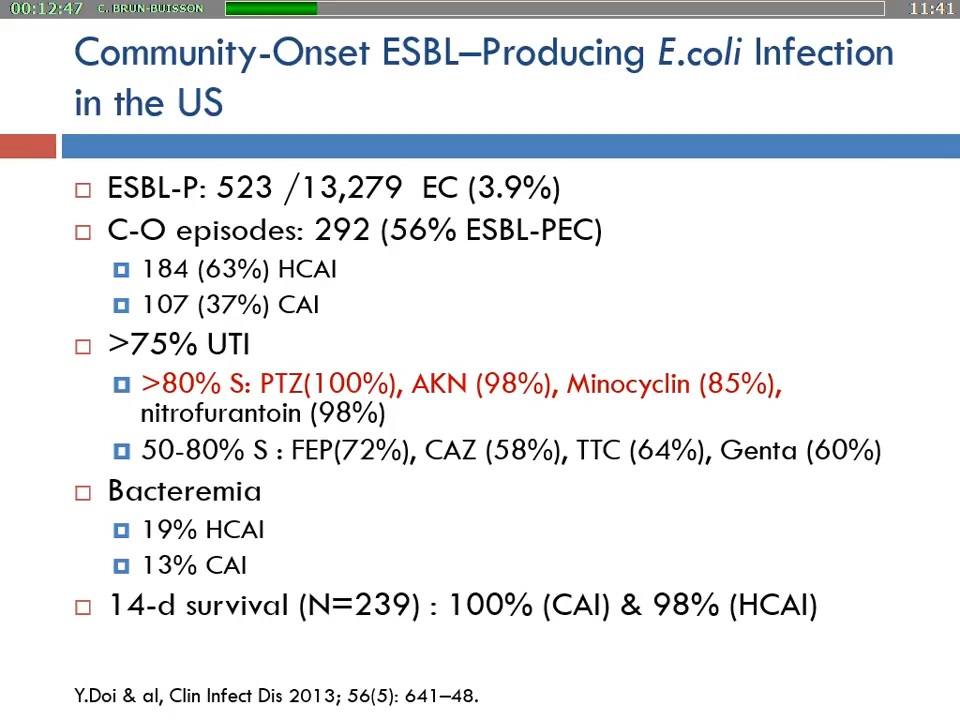 00:12:47 C. BRUN-BUISSON 11:41
Community-Onset ESBL–Producing E.coli Infection
in the US
ESBL-P: 523 /13,279 EC (3.9%)
C-O episodes: 292 (56% ESBL-PEC)
184 (63%) HCAI
107 (37%) CAI
>75% UTI
>80% S: PTZ(100%), AKN (98%), Minocyclin (85%),
nitrofurantoin (98%)
50-80% S : FEP(72%), CAZ (58%), TTC (64%), Genta (60%)
Bacteremia
19% HCAI
13% CAI
14-d survival (N=239) : 100% (CAI) & 98% (HCAI)
Y.Doi & al, Clin Infect Dis 2013; 56(5): 641–48.